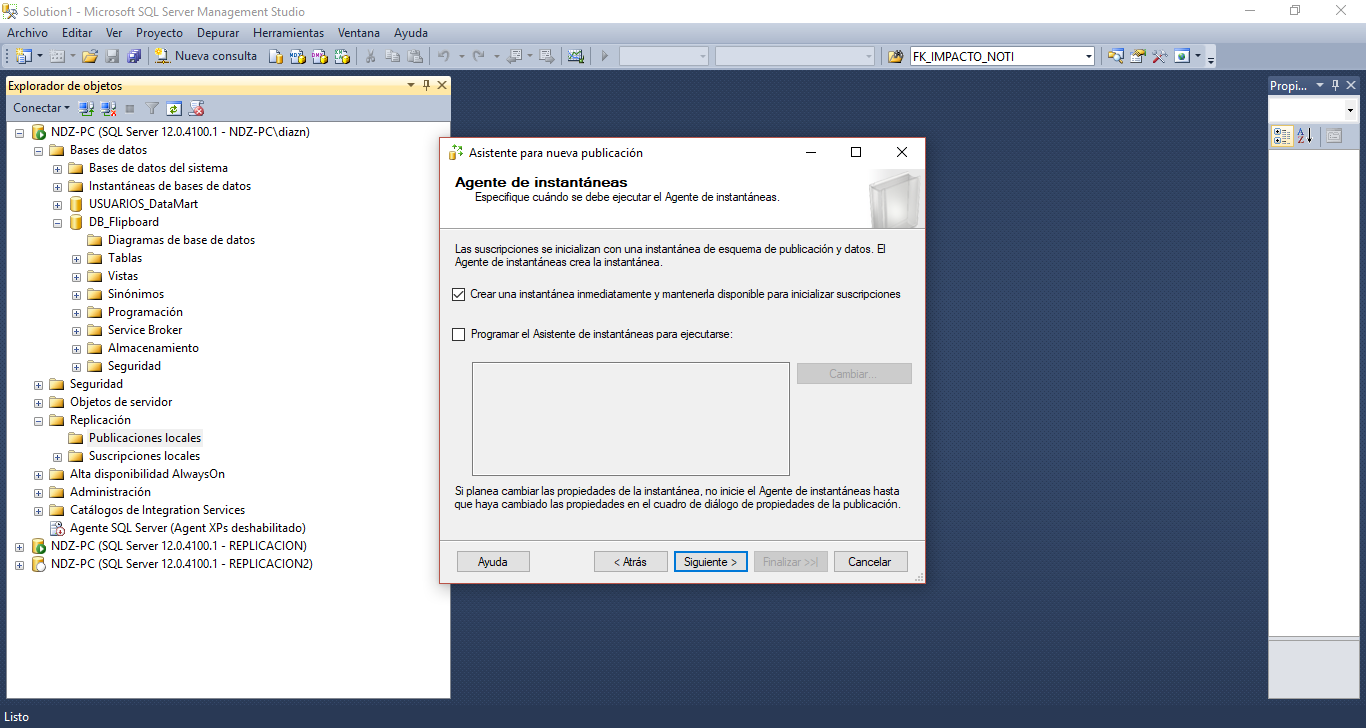 Solution1 - Microsoft SQL Server Management Studio
Archivo Editar Ver Proyecto Depurar Herramientas Ventana Ayuda
Nueva consulta FK_IMPACTO_NOTI
Explorador de objetos
Propi...
Conectar
NDZ-PC (SQL Server 12.0.4100.1 - NDZ-PC\diazn)
Bases de datos
Bases de datos del sistema
Instantáneas de bases de datos
USUARIOS_DataMart
DB_Flipboard
Diagramas de base de datos
Tablas
Vistas
Sinónimos
Programación
Service Broker
Almacenamiento
Seguridad
Seguridad
Objetos de servidor
Replicación
Publicaciones locales
Suscripciones locales
Alta disponibilidad AlwaysOn
Administración
Catálogos de Integration Services
Agente SQL Server (Agent XPs deshabilitado)
NDZ-PC (SQL Server 12.0.4100.1 - REPLICACION)
NDZ-PC (SQL Server 12.0.4100.1 - REPLICACION2)
Asistente para nueva publicación
Agente de instantáneas
Especifique cuándo se debe ejecutar el Agente de instantáneas.
Las suscripciones se inicializan con una instantánea de esquema de publicación y datos. El
Agente de instantáneas crea la instantánea.
Crear una instantánea inmediatamente y mantenerla disponible para inicializar suscripciones
Programar el Asistente de instantáneas para ejecutarse:
Cambiar...
Si planea cambiar las propiedades de la instantánea, no inicie el Agente de instantáneas hasta
que haya cambiado las propiedades en el cuadro de diálogo de propiedades de la publicación.
Ayuda < Atrás Siguiente > Finalizar >>| Cancelar
Listo